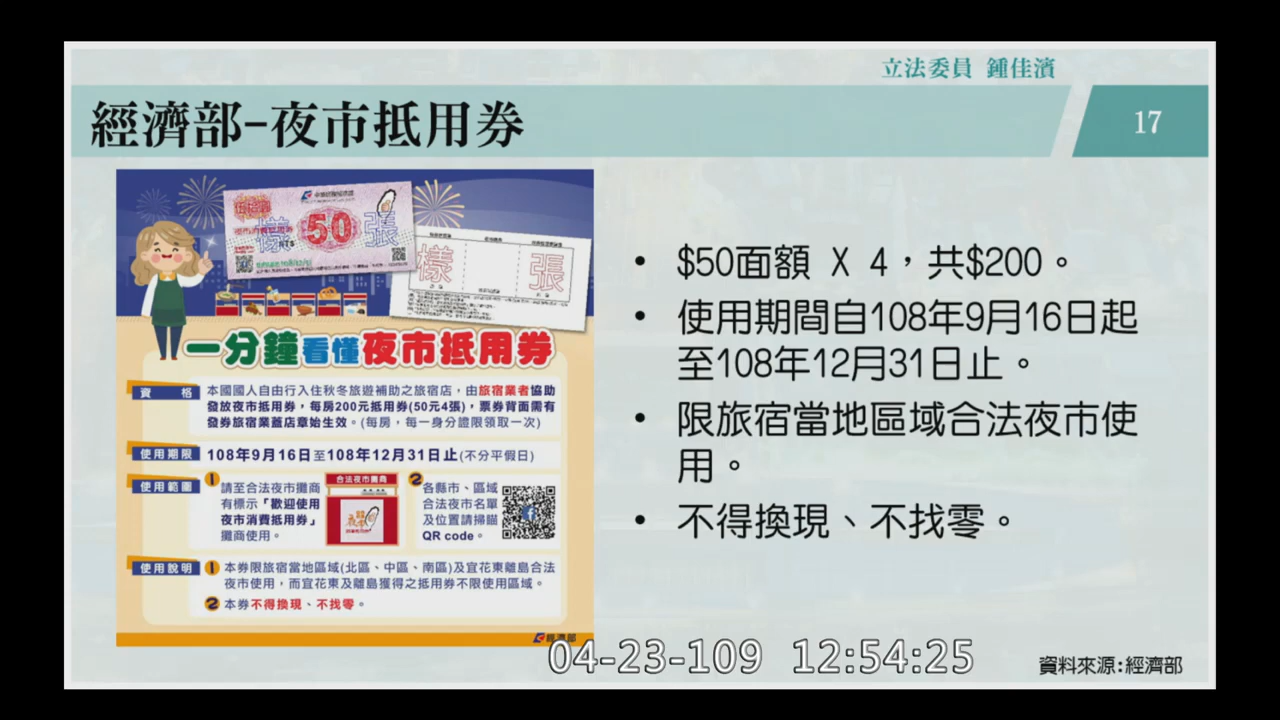 立法委員 鍾佳濱
經濟部-夜市抵用券
17
50
樣
張
樣
張
一分鐘看懂夜市抵用券
資格
本國國人自由行入住秋冬旅遊補助之旅宿店，由旅宿業者協助
發放夜市抵用券，每房200元抵用券(50元4張)，票券背面需有
發券旅宿業蓋店章始生效。(每房，每一身分證限領取一次)
使用期限
108年9月16日至108年12月31日止(不分平假日)
使用範圍
1
請至合法夜市攤商
有標示「歡迎使用
夜市消費抵用券」
攤商使用。
合法夜市攤商
2
各縣市、區域
合法夜市名單
及位置請掃瞄
QR code。
使用說明
1 本券限旅宿當地區域(北區、中區、南區)及宜花東離島合法
夜市使用，而宜花東及離島獲得之抵用券不限使用區域。
2 本券不得換現、不找零。
經濟部
• $50面額 X 4，共$200。
• 使用期間自108年9月16日起
至108年12月31日止。
• 限旅宿當地區域合法夜市使
用。
• 不得換現、不找零。
04-23-109 12:54:25
資料來源:經濟部